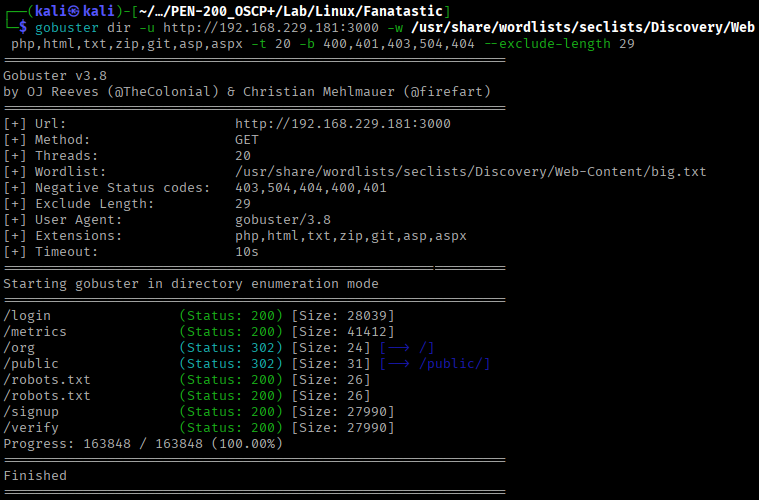 ┌──(kali㉿kali)-[~/…/PEN-200_OSCP+/Lab/Linux/Fanatastic]
└─$ gobuster dir -u http://192.168.229.181:3000 -w /usr/share/wordlists/seclists/Discovery/Web
php,html,txt,zip,git,asp,aspx -t 20 -b 400,401,403,504,404 --exclude-length 29
===============================================================
Gobuster v3.8
by OJ Reeves (@TheColonial) & Christian Mehlmauer (@firefart)
===============================================================
[+] Url:                     http://192.168.229.181:3000
[+] Method:                  GET
[+] Threads:                 20
[+] Wordlist:                /usr/share/wordlists/seclists/Discovery/Web-Content/big.txt
[+] Negative Status codes:   403,504,404,400,401
[+] Exclude Length:          29
[+] User Agent:              gobuster/3.8
[+] Extensions:              php,html,txt,zip,git,asp,aspx
[+] Timeout:                 10s
===============================================================
Starting gobuster in directory enumeration mode
===============================================================
/login                (Status: 200) [Size: 28039]
/metrics              (Status: 200) [Size: 41412]
/org                  (Status: 302) [Size: 24] [--> /]
/public               (Status: 302) [Size: 31] [--> /public/]
/robots.txt           (Status: 200) [Size: 26]
/robots.txt           (Status: 200) [Size: 26]
/signup               (Status: 200) [Size: 27990]
/verify               (Status: 200) [Size: 27990]
Progress: 163848 / 163848 (100.00%)
===============================================================
Finished
===============================================================